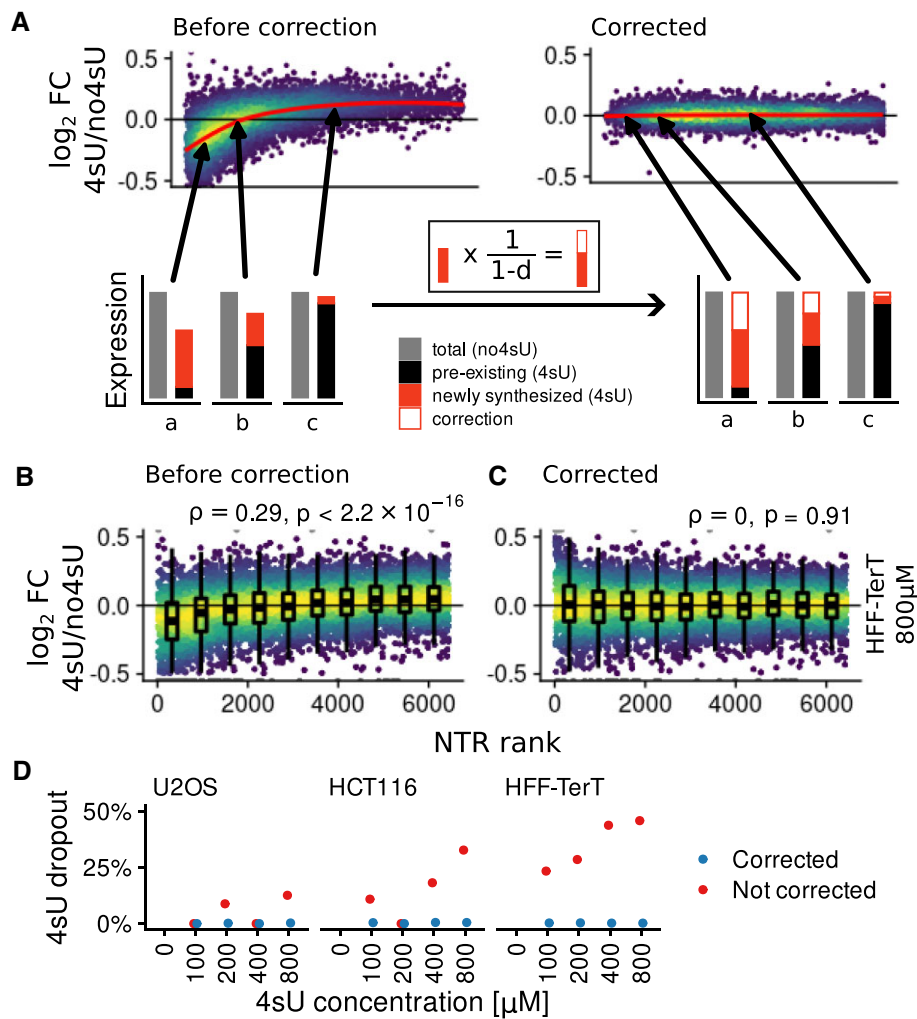 A
Before correction
Corrected
log2 FC
4sU/no4sU
0.5
0.0
-0.5
0.5
0.0
-0.5
Expression
a
b
c
x 1/(1-d) =
total (no4sU)
pre-existing (4sU)
newly synthesized (4sU)
correction
a
b
c
B
Before correction
ρ = 0.29, p < 2.2 × 10⁻¹⁶
log2 FC
4sU/no4sU
0.5
0.0
-0.5
0
2000
4000
6000
C
Corrected
ρ = 0, p = 0.91
0.5
0.0
-0.5
0
2000
4000
6000
HFF-TerT
800μM
NTR rank
D
U2OS
HCT116
HFF-TerT
4sU dropout
50%
25%
0%
0
100
200
400
800
0
100
200
400
800
0
100
200
400
800
4sU concentration [μM]
Corrected
Not corrected